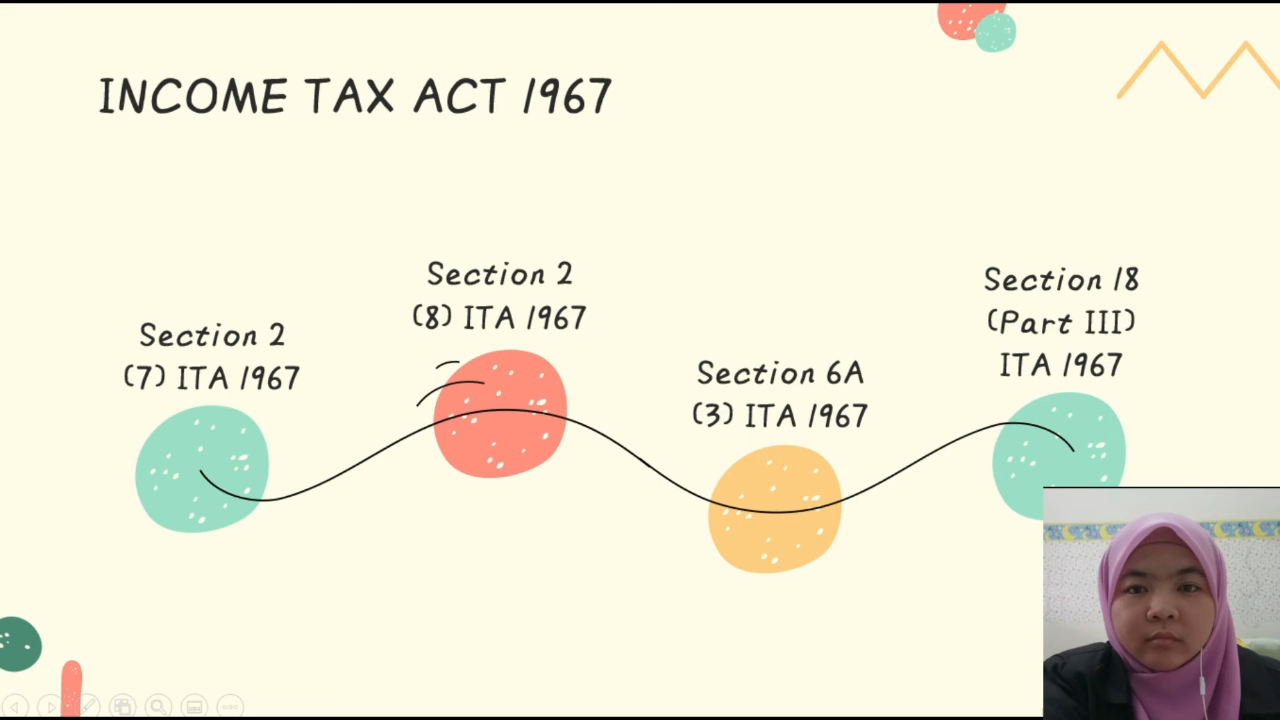 INCOME TAX ACT 1967
Section 2
(7) ITA 1967
Section 2
(8) ITA 1967
Section 6A
(3) ITA 1967
Section 18
(Part III)
ITA 1967